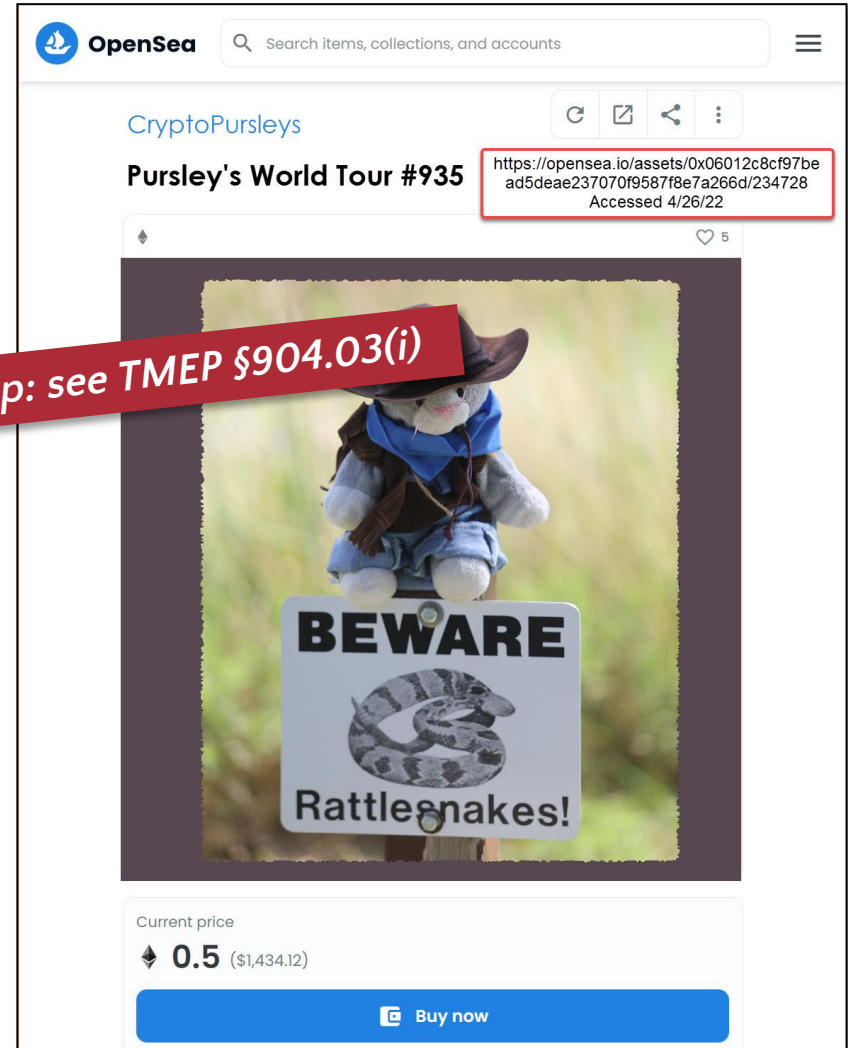 OpenSea
Search items, collections, and accounts
CryptoPursleys
Pursley's World Tour #935
https://opensea.io/assets/0x06012c8cf97be
ad5deae237070f9587f8e7a266d/234728
Accessed 4/26/22
5
p: see TMEP §904.03(i)
BEWARE
Rattlesnakes!
Current price
0.5 ($1,434.12)
Buy now